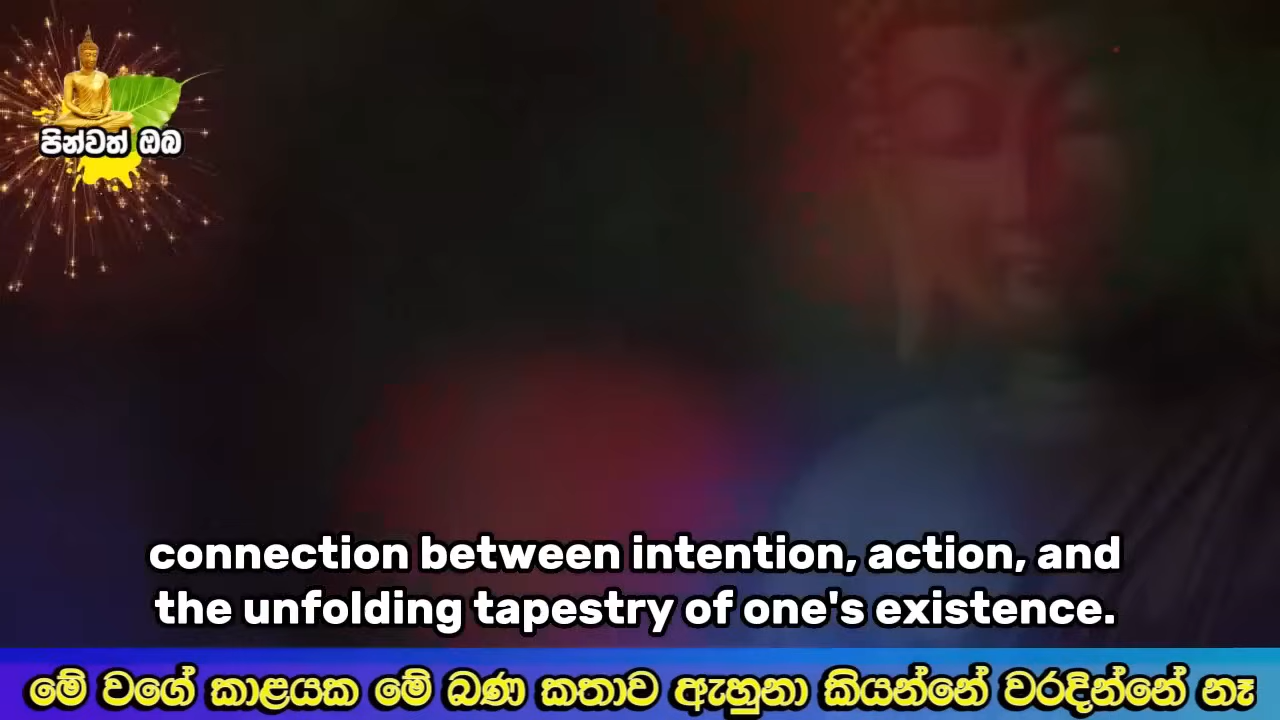 පින්වත් ඔබ
connection between intention, action, and
the unfolding tapestry of one's existence.
මේ වගේ කාළයක මේ බණ කතාව ඇහුනා කියන්නේ වරදින්නේ නෑ